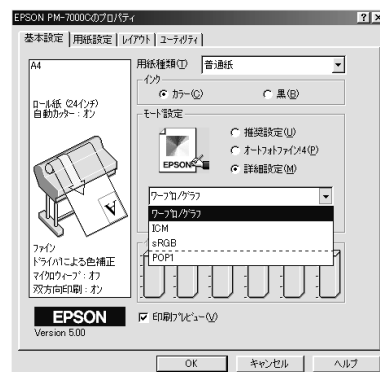 EPSON PM-7000Cのプロパティ
基本設定 用紙設定 レイアウト ユーティリティ
A4
ロール紙 (24インチ)
自動カッター：オン
ファイン
ドライバによる色補正
マイクロウィーブ：オフ
双方向印刷：オン
EPSON
Version 5.00
用紙種類(T) 普通紙
インク
カラー(C) 黒(B)
モード設定
EPSON
推奨設定(U)
オートフォトファイン!4(P)
詳細設定(M)
ワープロ/グラフ
ワープロ/グラフ
ICM
sRGB
POP1
印刷プレビュー(V)
OK キャンセル ヘルプ